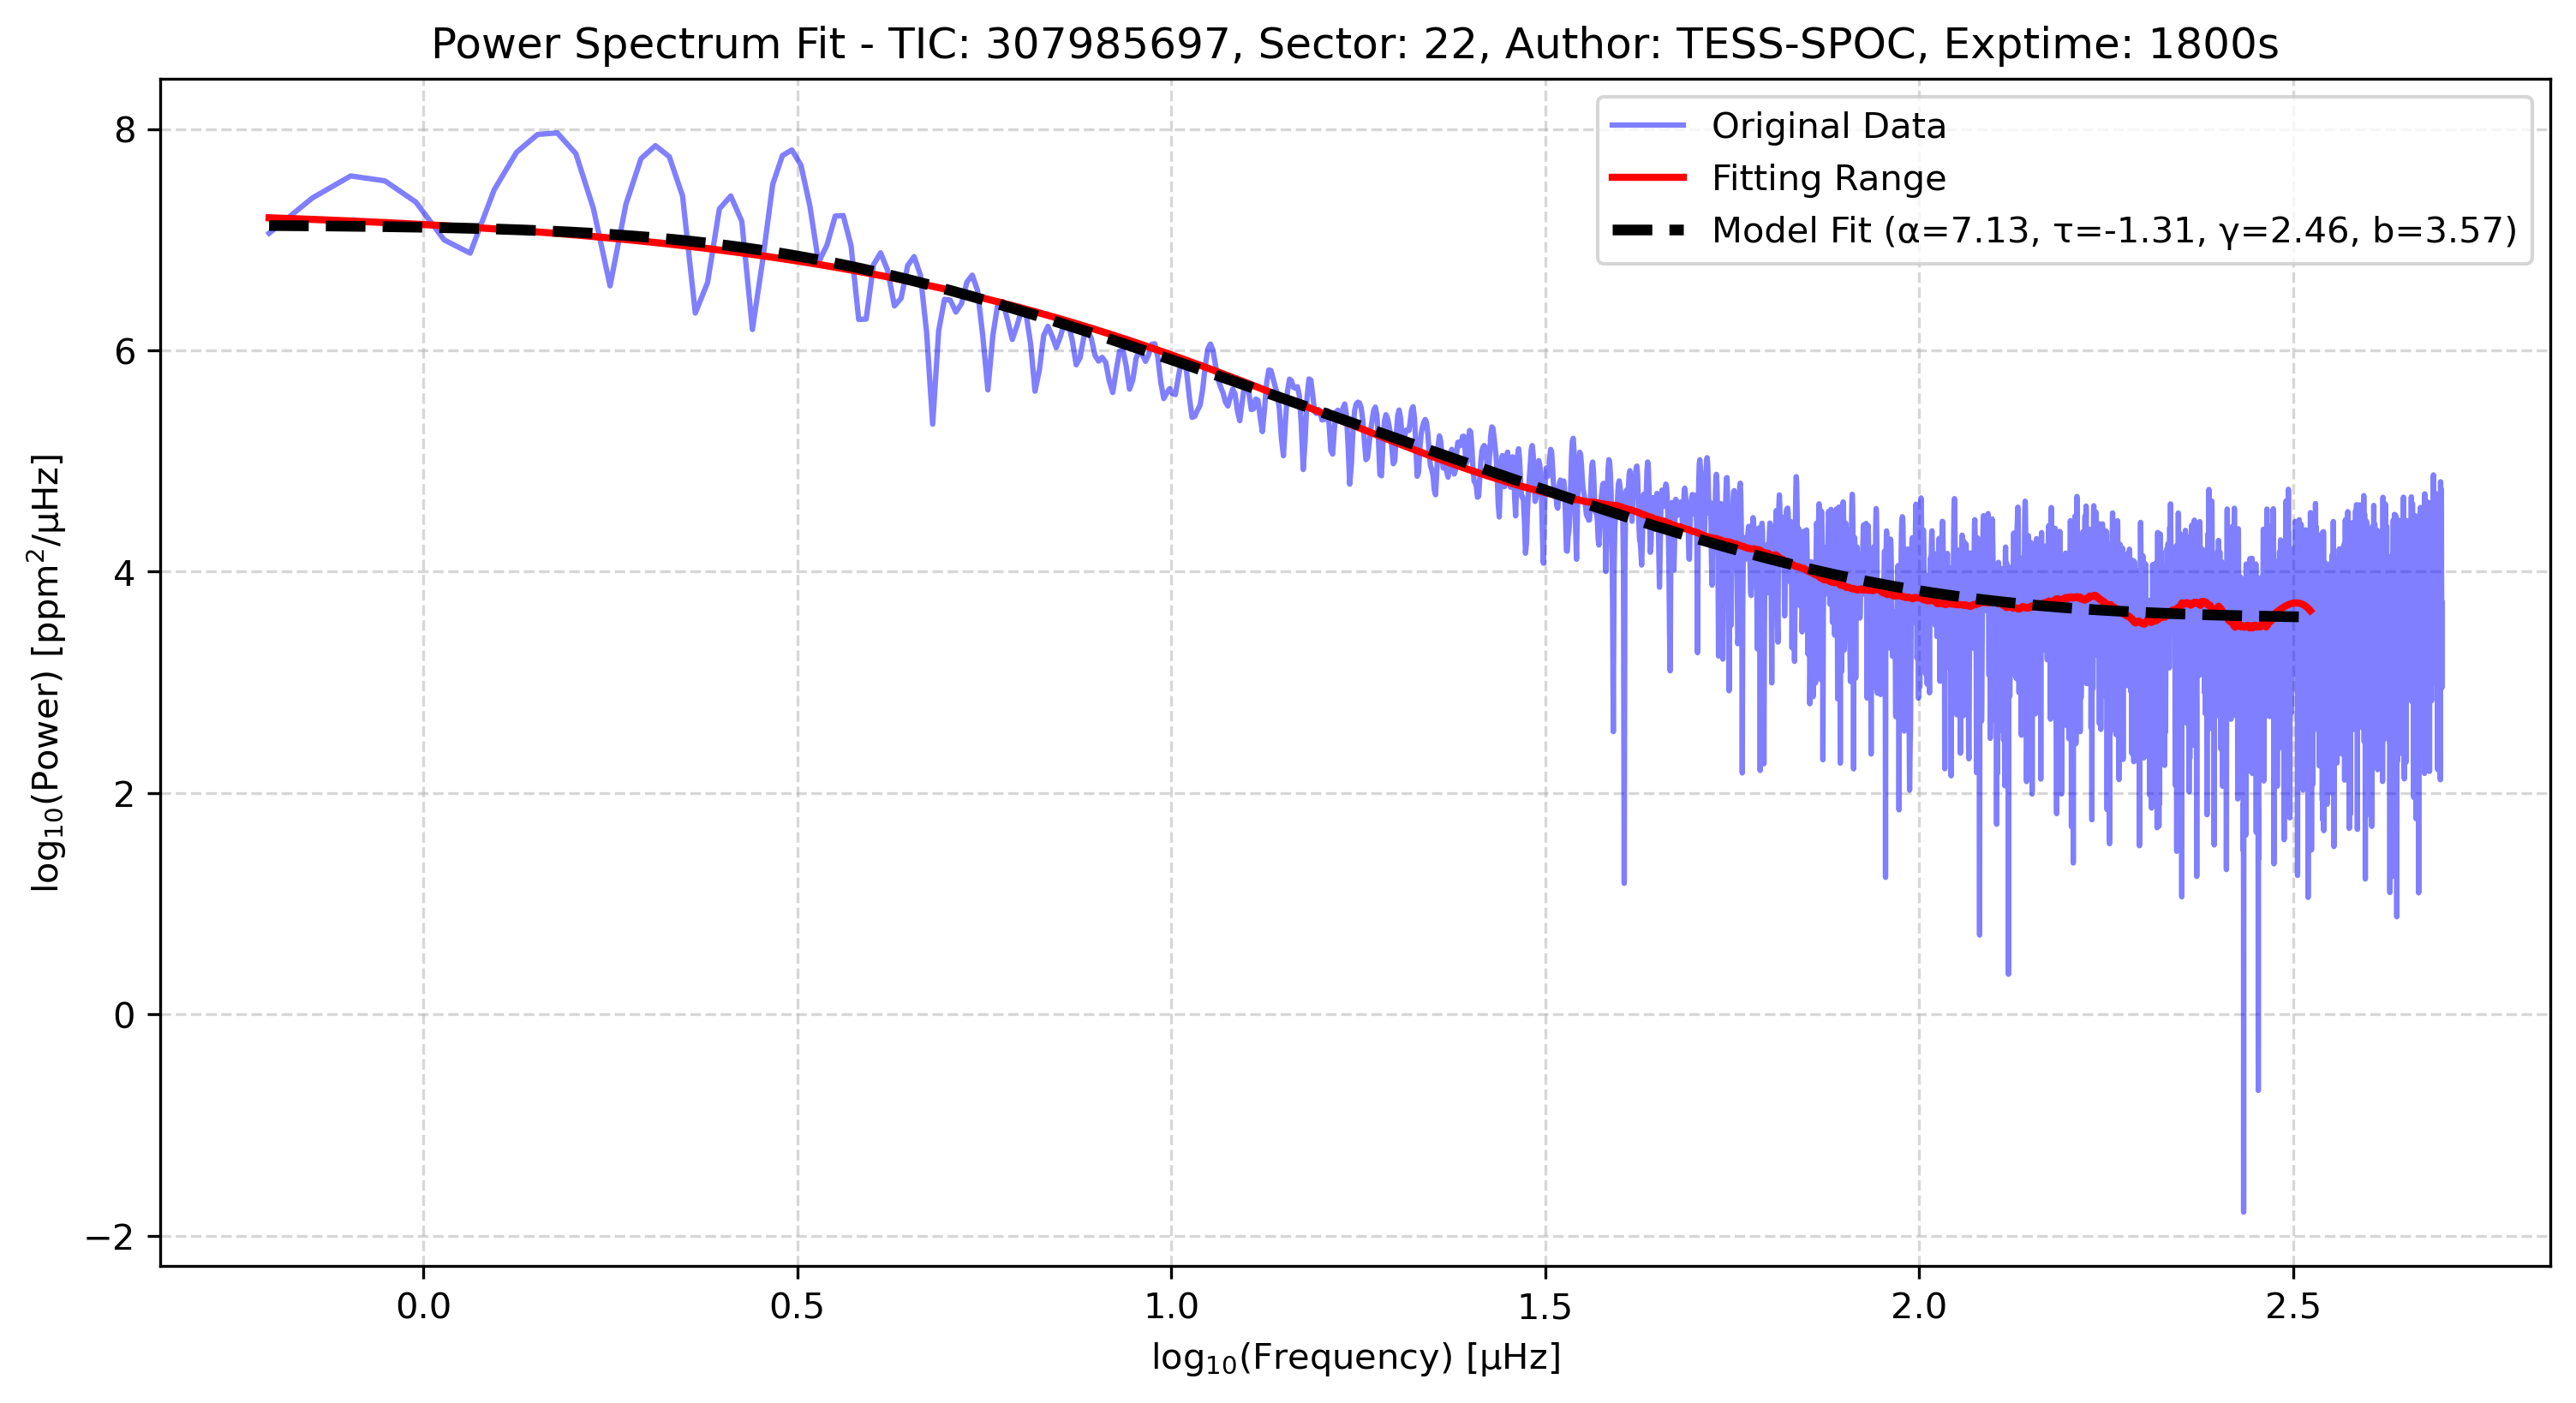 Power Spectrum Fit - TIC: 307985697, Sector: 22, Author: TESS-SPOC, Exptime: 1800s
Original Data
Fitting Range
Model Fit (α=7.13, τ=-1.31, γ=2.46, b=3.57)
log₁₀(Power) [ppm²/μHz]
8
6
4
2
0
−2
0.0 0.5 1.0 1.5 2.0 2.5
log₁₀(Frequency) [μHz]